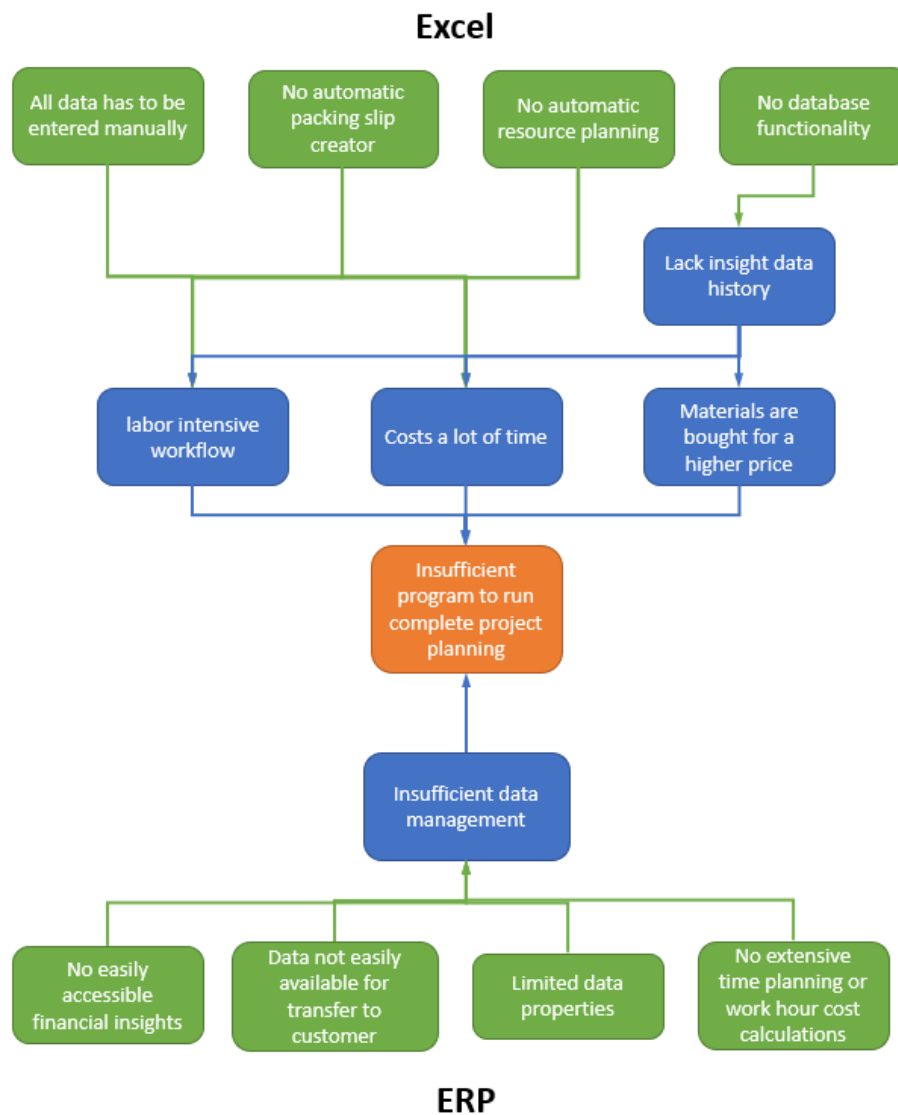 Excel
All data has to be
entered manually
No automatic
packing slip
creator
No automatic
resource planning
No database
functionality
Lack insight data
history
labor intensive
workflow
Costs a lot of time
Materials are
bought for a
higher price
Insufficient
program to run
complete project
planning
Insufficient data
management
No easily
accessible
financial insights
Data not easily
available for
transfer to
customer
Limited data
properties
No extensive
time planning or
work hour cost
calculations
ERP